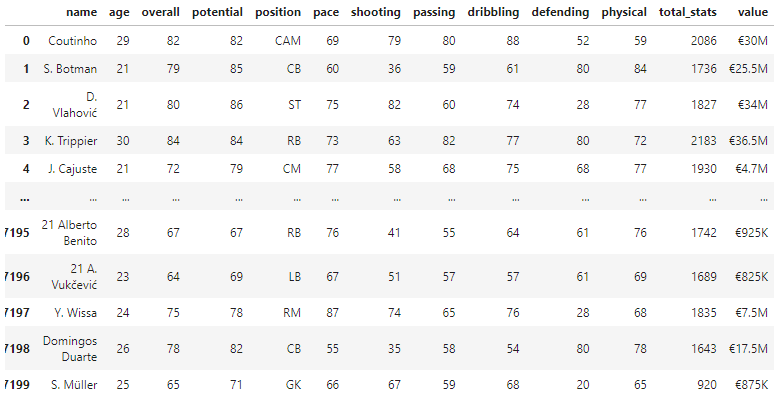 name age overall potential position pace shooting passing dribbling defending physical total_stats value
0 Coutinho 29 82 82 CAM 69 79 80 88 52 59 2086 €30M
1 S. Botman 21 79 85 CB 60 36 59 61 80 84 1736 €25.5M
2 D. Vlahović 21 80 86 ST 75 82 60 74 28 77 1827 €34M
3 K. Trippier 30 84 84 RB 73 63 82 77 80 72 2183 €36.5M
4 J. Cajuste 21 72 79 CM 77 58 68 75 68 77 1930 €4.7M
... ... ... ... ... ... ... ... ... ... ... ... ... ...
7195 21 Alberto Benito 28 67 67 RB 76 41 55 64 61 76 1742 €925K
7196 21 A. Vukčević 23 64 69 LB 67 51 57 57 61 69 1689 €825K
7197 Y. Wissa 24 75 78 RM 87 74 65 76 28 68 1835 €7.5M
7198 Domingos Duarte 26 78 82 CB 55 35 58 54 80 78 1643 €17.5M
7199 S. Müller 25 65 71 GK 66 67 59 68 20 65 920 €875K